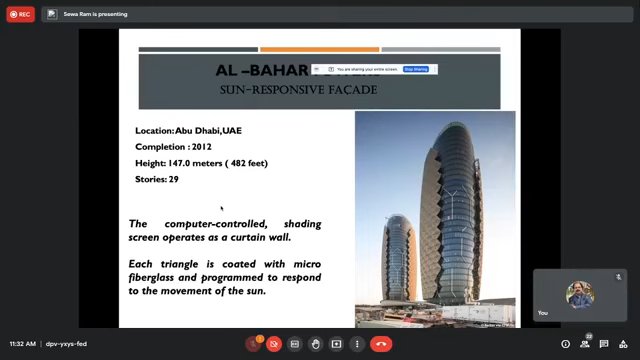 REC
Sewa Ram is presenting
AL –BAHAR
You are sharing your entire screen.
Stop Sharing
SUN-RESPONSIVE FAÇADE
Location:Abu Dhabi,UAE
Completion : 2012
Height: 147.0 meters ( 482 feet)
Stories: 29
The computer-controlled, shading
screen operates as a curtain wall.
Each triangle is coated with micro
fiberglass and programmed to respond
to the movement of the sun.
You
11:32 AM
dpv-yxys-fed